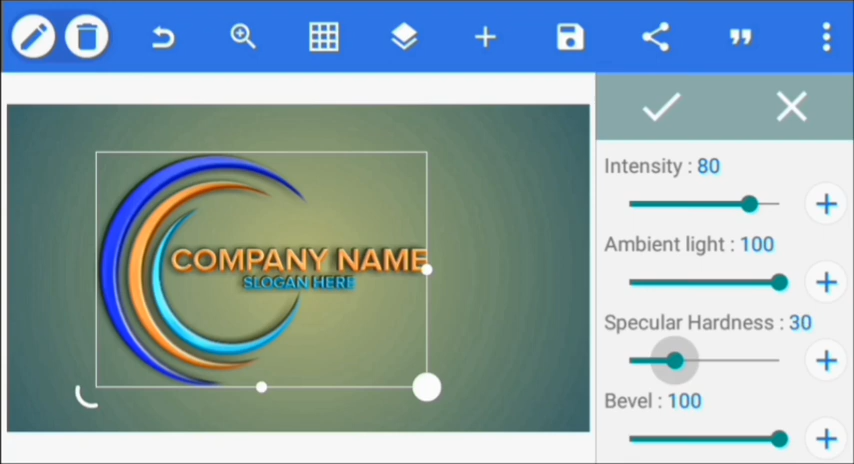 COMPANY NAME
SLOGAN HERE
Intensity : 80
Ambient light : 100
Specular Hardness : 30
Bevel : 100